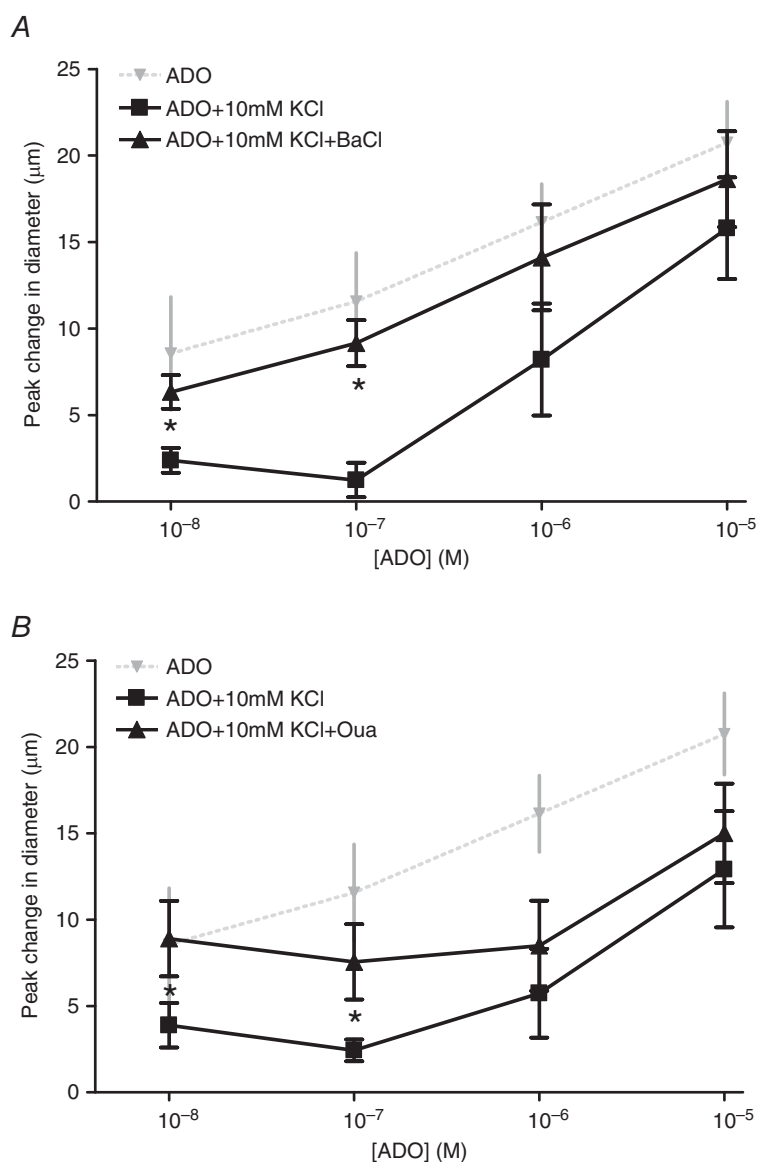 A
25
20
15
10
5
0
Peak change in diameter (μm)
ADO
ADO+10mM KCl
ADO+10mM KCl+BaCl
*
*
10⁻⁸ 10⁻⁷ 10⁻⁶ 10⁻⁵
[ADO] (M)
B
25
20
15
10
5
0
Peak change in diameter (μm)
ADO
ADO+10mM KCl
ADO+10mM KCl+Oua
*
*
10⁻⁸ 10⁻⁷ 10⁻⁶ 10⁻⁵
[ADO] (M)